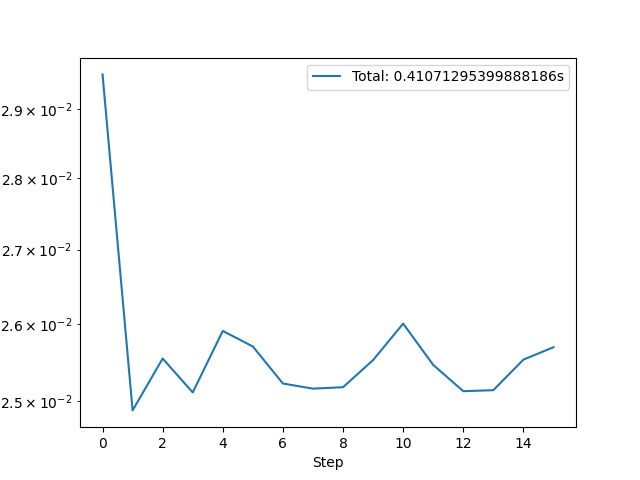 Total: 0.41071295399888186s
2.9 × 10⁻²
2.8 × 10⁻²
2.7 × 10⁻²
2.6 × 10⁻²
2.5 × 10⁻²
0 2 4 6 8 10 12 14
Step